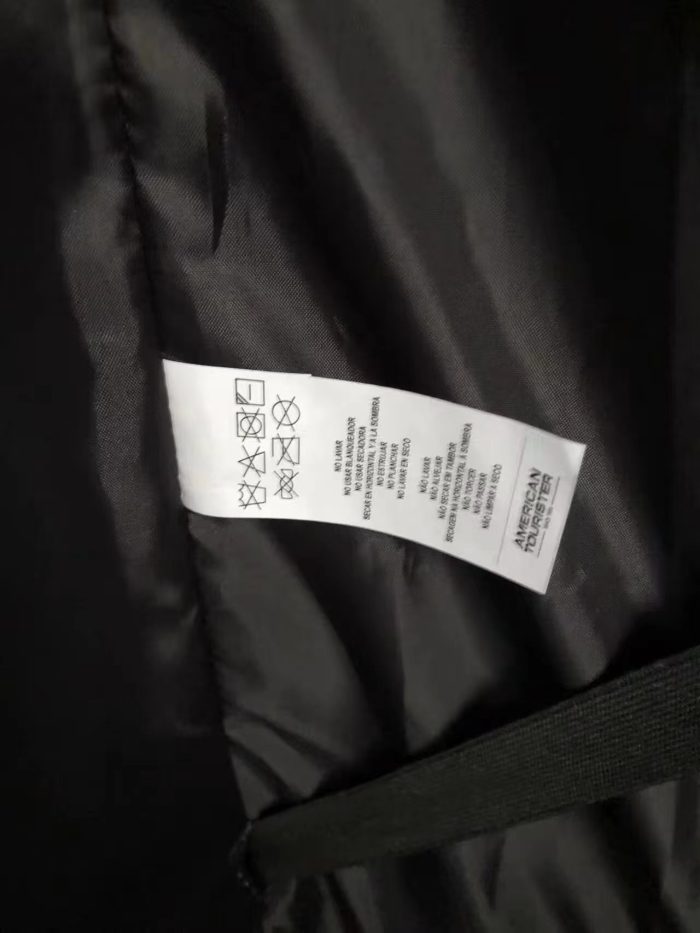 NO LAVAR
NO USAR BLANQUEADOR
NO USAR SECADORA
SECAR EN HORIZONTAL Y A LA SOMBRA
NO ESTRUJAR
NO PLANCHAR
NO LAVAR EN SECO
NÃO LAVAR
NÃO ALVEJAR
NÃO SECAR EM TAMBOR
SECAGEN NA HORIZONTAL À SOMBRA
NÃO TORCER
NÃO PASSAR
NÃO LIMPAR A SECO
AMERICAN
TOURISTER